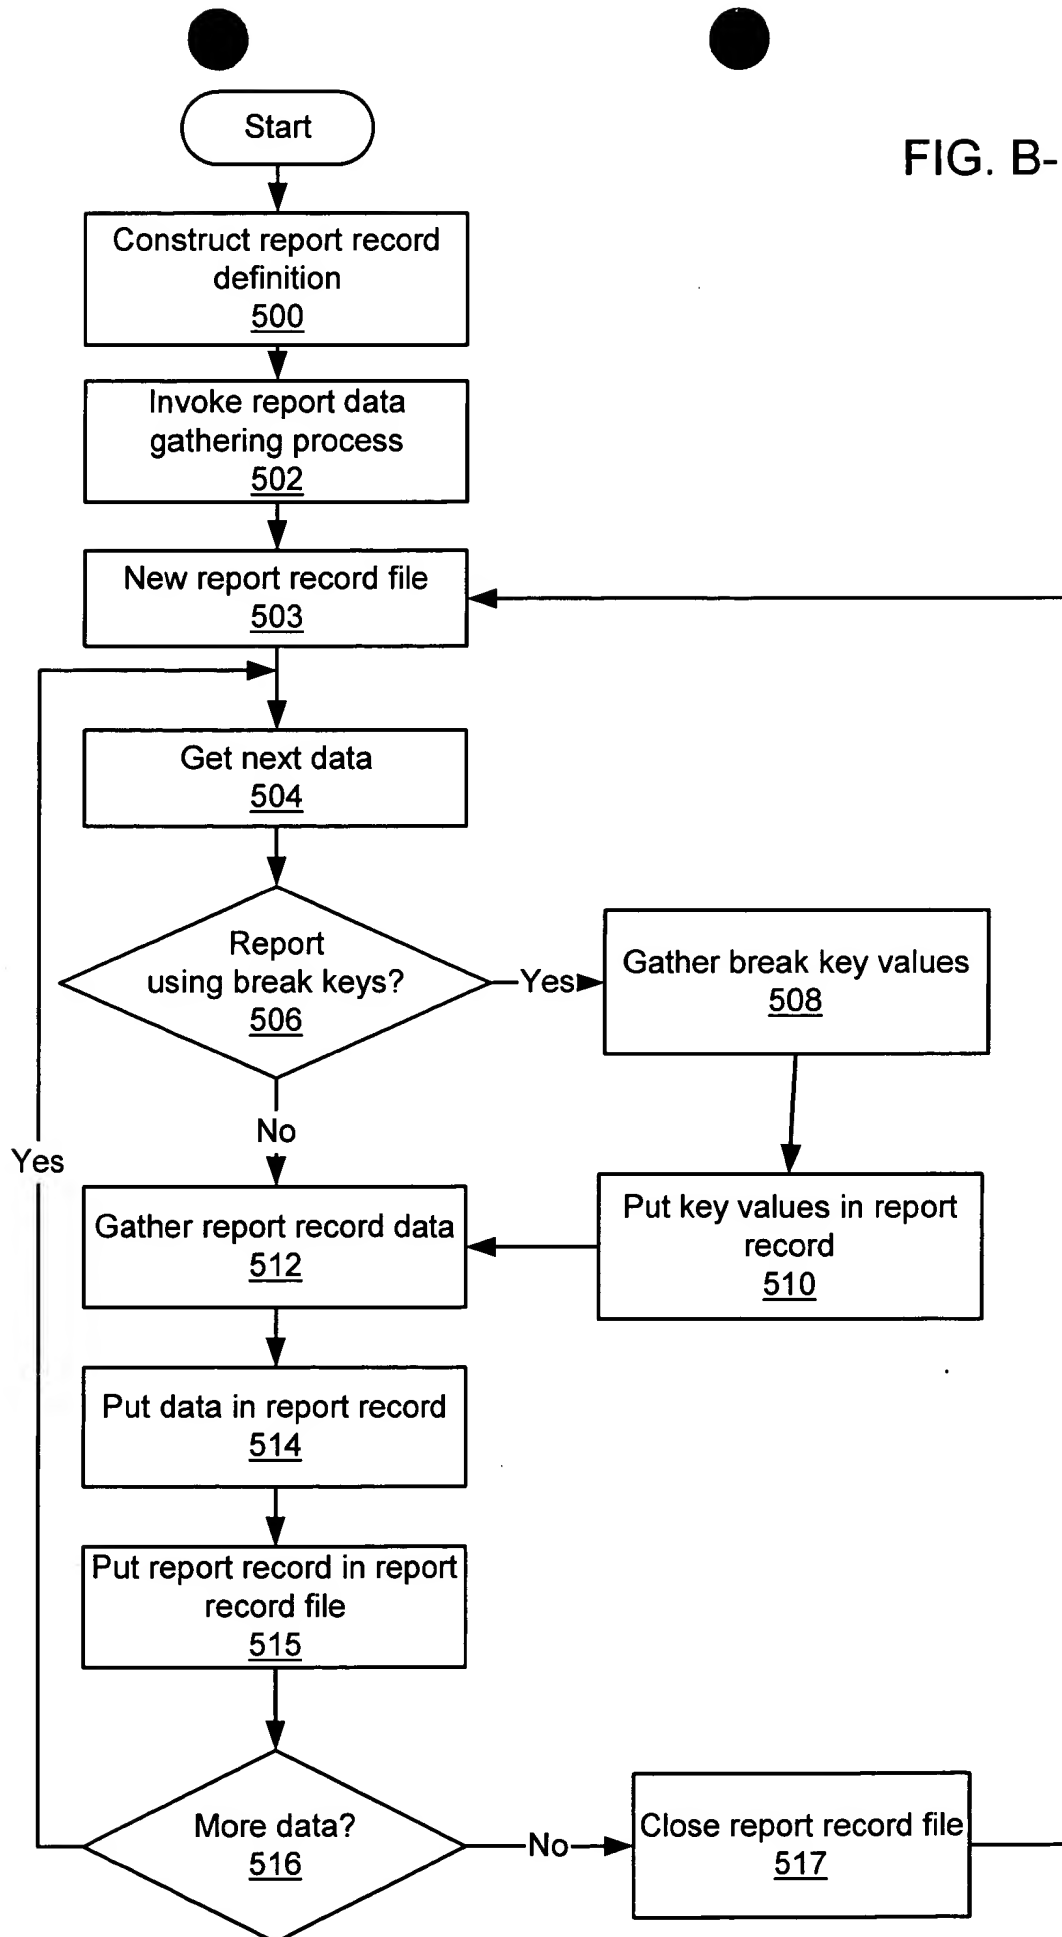 Start
FIG. B-
Construct report record
definition
500
Invoke report data
gathering process
502
New report record file
503
Get next data
504
Report
using break keys?
506
Yes
Gather break key values
508
No
Yes
Gather report record data
512
Put key values in report
record
510
Put data in report record
514
Put report record in report
record file
515
More data?
516
No
Close report record file
517